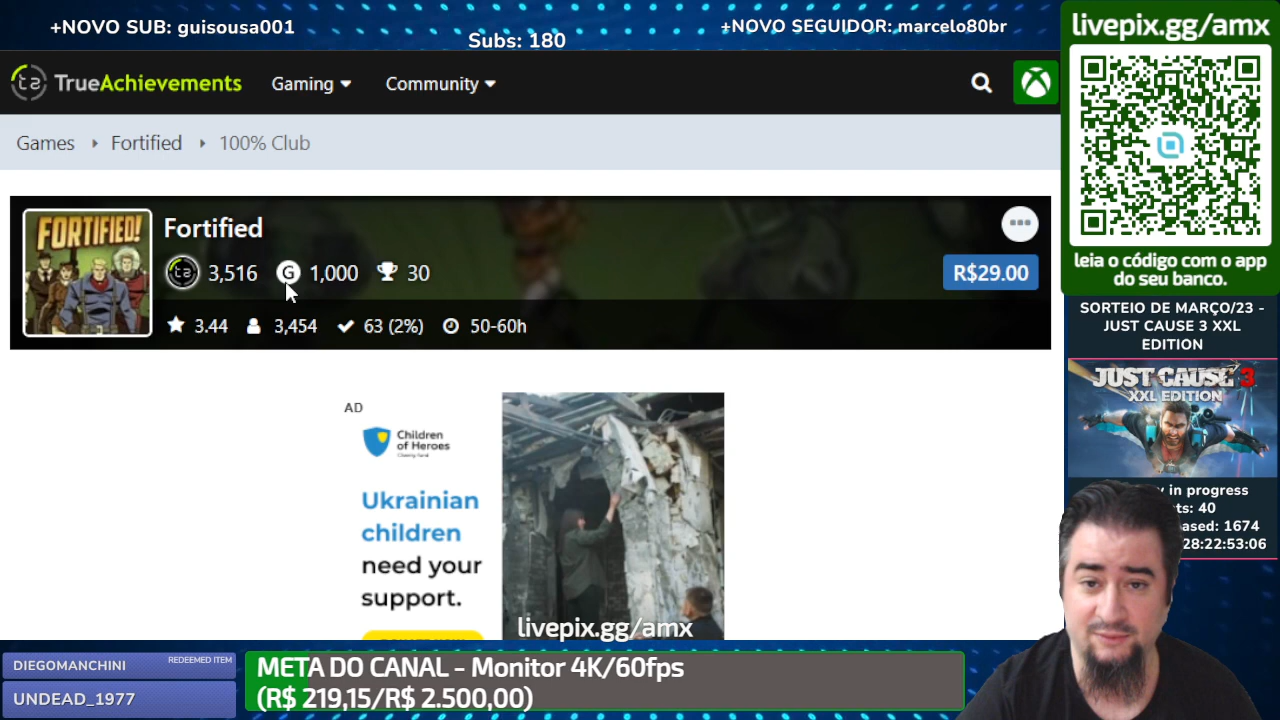 +NOVO SUB: guisousa001
Subs: 180
+NOVO SEGUIDOR: marcelo80br
livepix.gg/amx
TrueAchievements
Gaming
Community
Games
Fortified
100% Club
FORTIFIED!
Fortified
3,516
G
1,000
30
R$29.00
3.44
3,454
63 (2%)
50-60h
leia o código com o app
do seu banco.
SORTEIO DE MARÇO/23 -
JUST CAUSE 3 XXL
EDITION
JUST CAUSE 3
XXL EDITION
in progress
40
1674
28:22:53:06
AD
Children
of Heroes
Ukrainian
children
need your
support.
livepix.gg/amx
DIEGOMANCHINI
REDEEMED ITEM
UNDEAD_1977
META DO CANAL - Monitor 4K/60fps
(R$ 219,15/R$ 2.500,00)